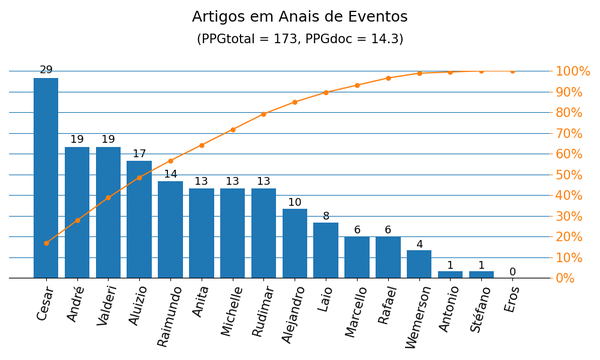 Artigos em Anais de Eventos
(PPGtotal = 173, PPGdoc = 14.3)
29
19
19
17
14
13
13
13
10
8
6
6
4
1
1
0
100%
90%
80%
70%
60%
50%
40%
30%
20%
10%
0%
Cesar
André
Valderi
Aluizio
Raimundo
Anita
Michelle
Rudimar
Alejandro
Laio
Marcello
Rafael
Wemerson
Antonio
Stéfano
Eros